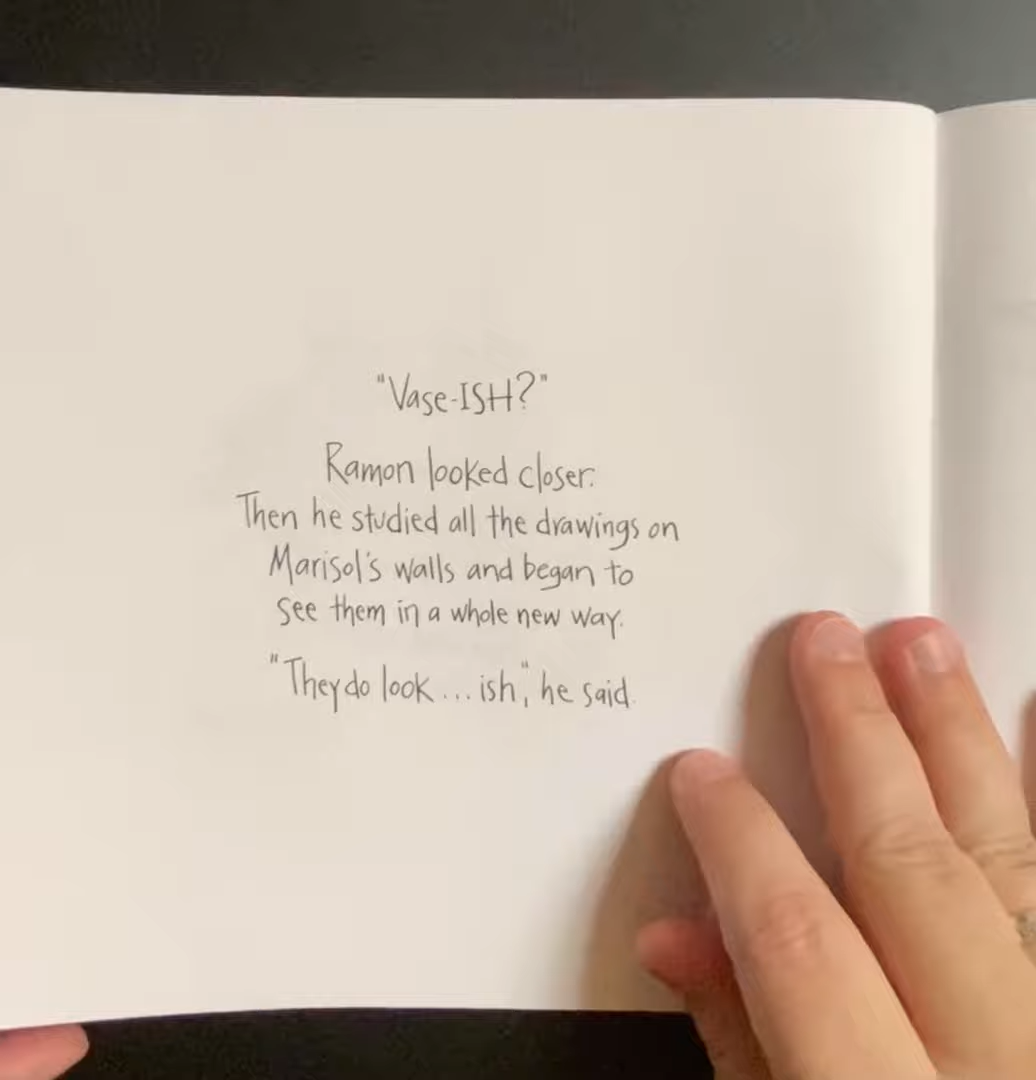 "Vase-ISH?"
Ramon looked closer.
Then he studied all the drawings on
Marisol's walls and began to
see them in a whole new way.
"They do look ... ish," he said.